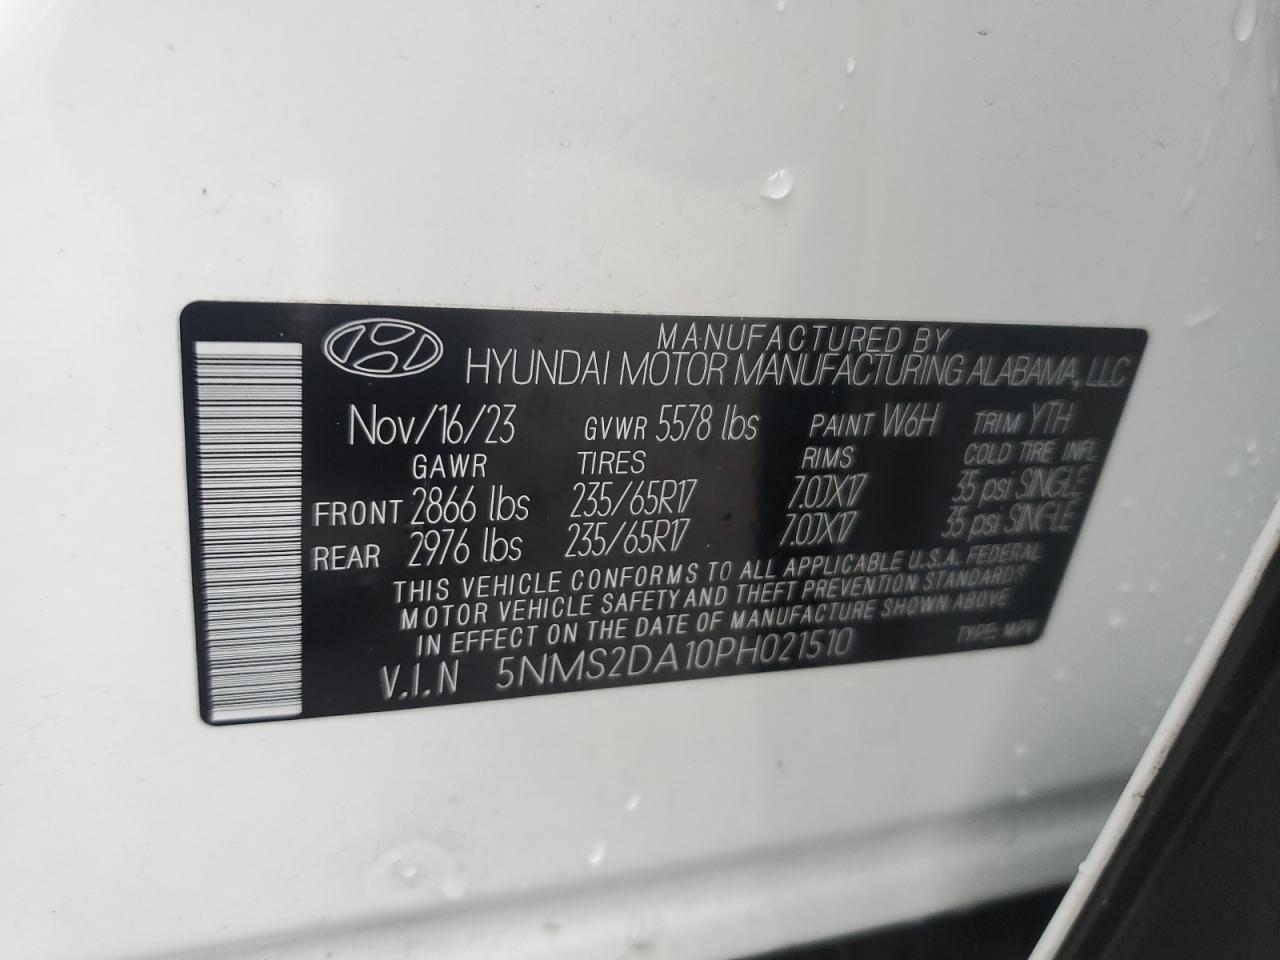 MANUFACTURED BY
HYUNDAI MOTOR MANUFACTURING ALABAMA, LLC
Nov/16/23 GVWR 5578 lbs PAINT W6H TRIM YTH
GAWR TIRES RIMS COLD TIRE INFL
FRONT 2866 lbs 235/65R17 7.0JX17 35 psi SINGLE
REAR 2976 lbs 235/65R17 7.0JX17 35 psi SINGLE
THIS VEHICLE CONFORMS TO ALL APPLICABLE U.S.A. FEDERAL
MOTOR VEHICLE SAFETY AND THEFT PREVENTION STANDARDS
IN EFFECT ON THE DATE OF MANUFACTURE SHOWN ABOVE
V.I.N 5NMS2DA10PH021510 TYPE: MPV